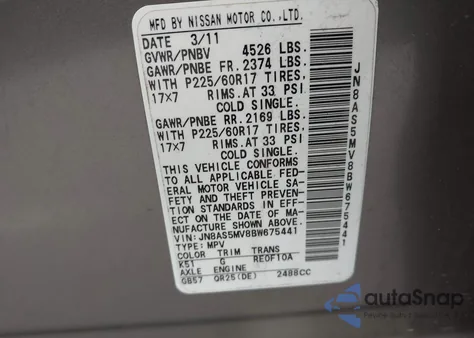 MFD BY NISSAN MOTOR CO.,LTD.
DATE 3/11
GVWR/PNBV 4526 LBS.
GAWR/PNBE FR. 2374 LBS.
WITH P225/60R17 TIRES,
17x7 RIMS.AT 33 PSI
COLD SINGLE.
GAWR/PNBE RR. 2169 LBS.
WITH P225/60R17 TIRES,
17x7 RIMS.AT 33 PSI
COLD SINGLE.
THIS VEHICLE CONFORMS
TO ALL APPLICABLE FED-
ERAL MOTOR VEHICLE SA-
FETY AND THEFT PREVEN-
TION STANDARDS IN EFF-
ECT ON THE DATE OF MA-
NUFACTURE SHOWN ABOVE.
VIN: JN8AS5MV8BW675441
TYPE: MPV
COLOR TRIM TRANS
K51 G RE0F10A
AXLE ENGINE
GB57 QR25(DE) 2488CC
JN8AS5MV8BW675441
autoSnap